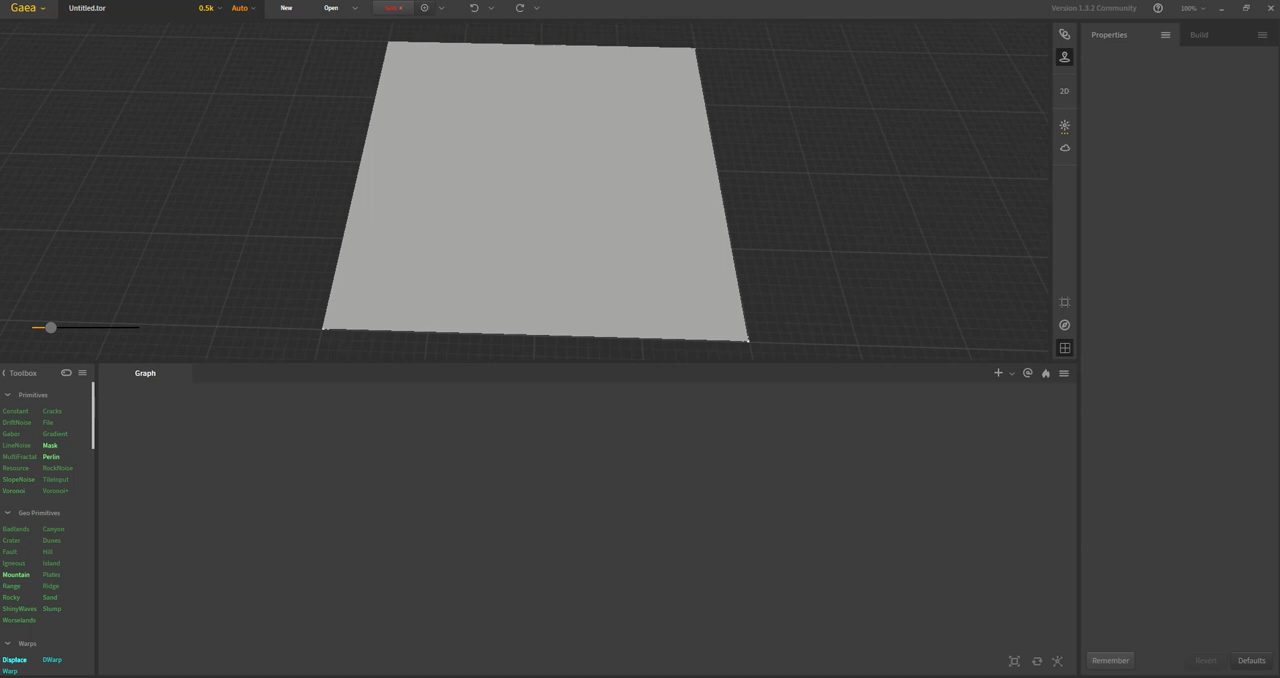 Gaea
Untitled.tor
0.5k
Auto
New
Open
Version 1.3.2 Community
100%
Properties
Build
2D
Toolbox
Graph
Primitives
Constant Cracks
DriftNoise File
Gabor Gradient
LineNoise Mask
MultiFractal Perlin
Resource RockNoise
SlopeNoise TileInput
Voronoi Voronoi+
Geo Primitives
Badlands Canyon
Crater Dunes
Fault Hill
Igneous Island
Mountain Plates
Range Ridge
Rocky Sand
ShinyWaves Slump
Worselands
Warps
Displace DWarp
Warp
Remember
Revert
Defaults